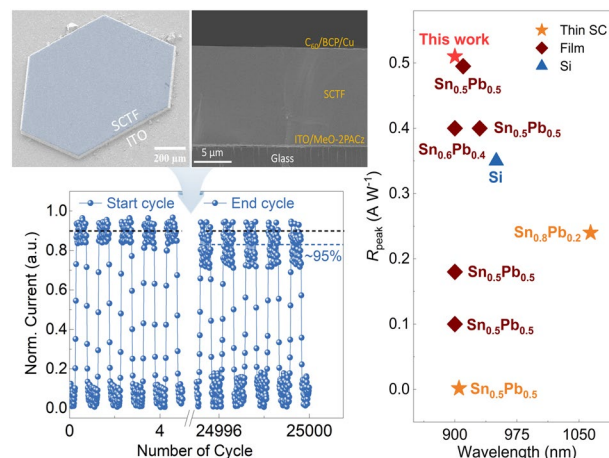 SCTF
ITO
200 μm
C₆₀/BCP/Cu
SCTF
ITO/MeO-2PACz
5 μm
Glass
Start cycle
End cycle
~95%
Norm. Current (a.u.)
1.0
0.8
0.6
0.4
0.2
0.0
0
4
24996
25000
Number of Cycle
Thin SC
Film
Si
This work
Sn₀.₅Pb₀.₅
Sn₀.₆Pb₀.₄
Sn₀.₅Pb₀.₅
Si
Sn₀.₈Pb₀.₂
Sn₀.₅Pb₀.₅
Sn₀.₅Pb₀.₅
Sn₀.₅Pb₀.₅
R_peak (A W⁻¹)
0.5
0.4
0.3
0.2
0.1
0.0
900
975
1050
Wavelength (nm)